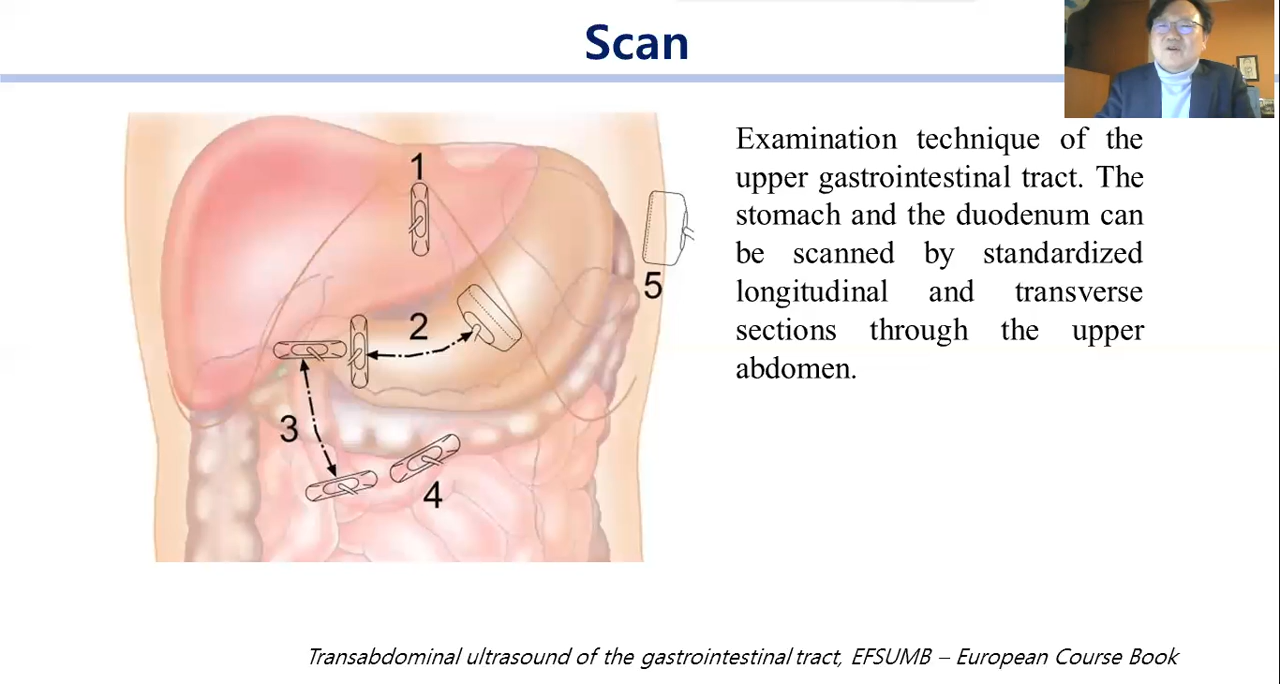 Scan
1
2
3
4
5
Examination technique of the
upper gastrointestinal tract. The
stomach and the duodenum can
be scanned by standardized
longitudinal and transverse
sections through the upper
abdomen.
Transabdominal ultrasound of the gastrointestinal tract, EFSUMB – European Course Book